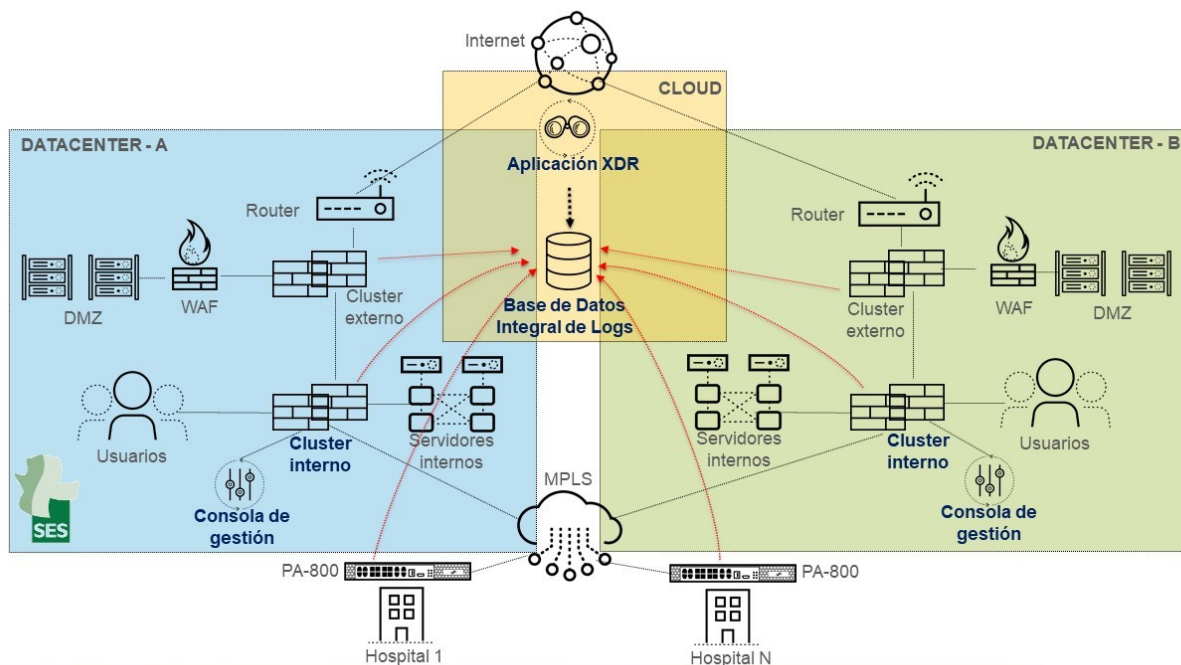 Internet
CLOUD
DATACENTER - A
DATACENTER - B
Aplicación XDR
Router
Router
WAF
DMZ
Cluster
externo
Base de Datos
Integral de Logs
Cluster
externo
WAF
DMZ
Usuarios
Cluster
interno
Servidores
internos
Servidores
internos
Cluster
interno
Usuarios
MPLS
SES
Consola de
gestión
Consola de
gestión
PA-800
PA-800
Hospital 1
Hospital N